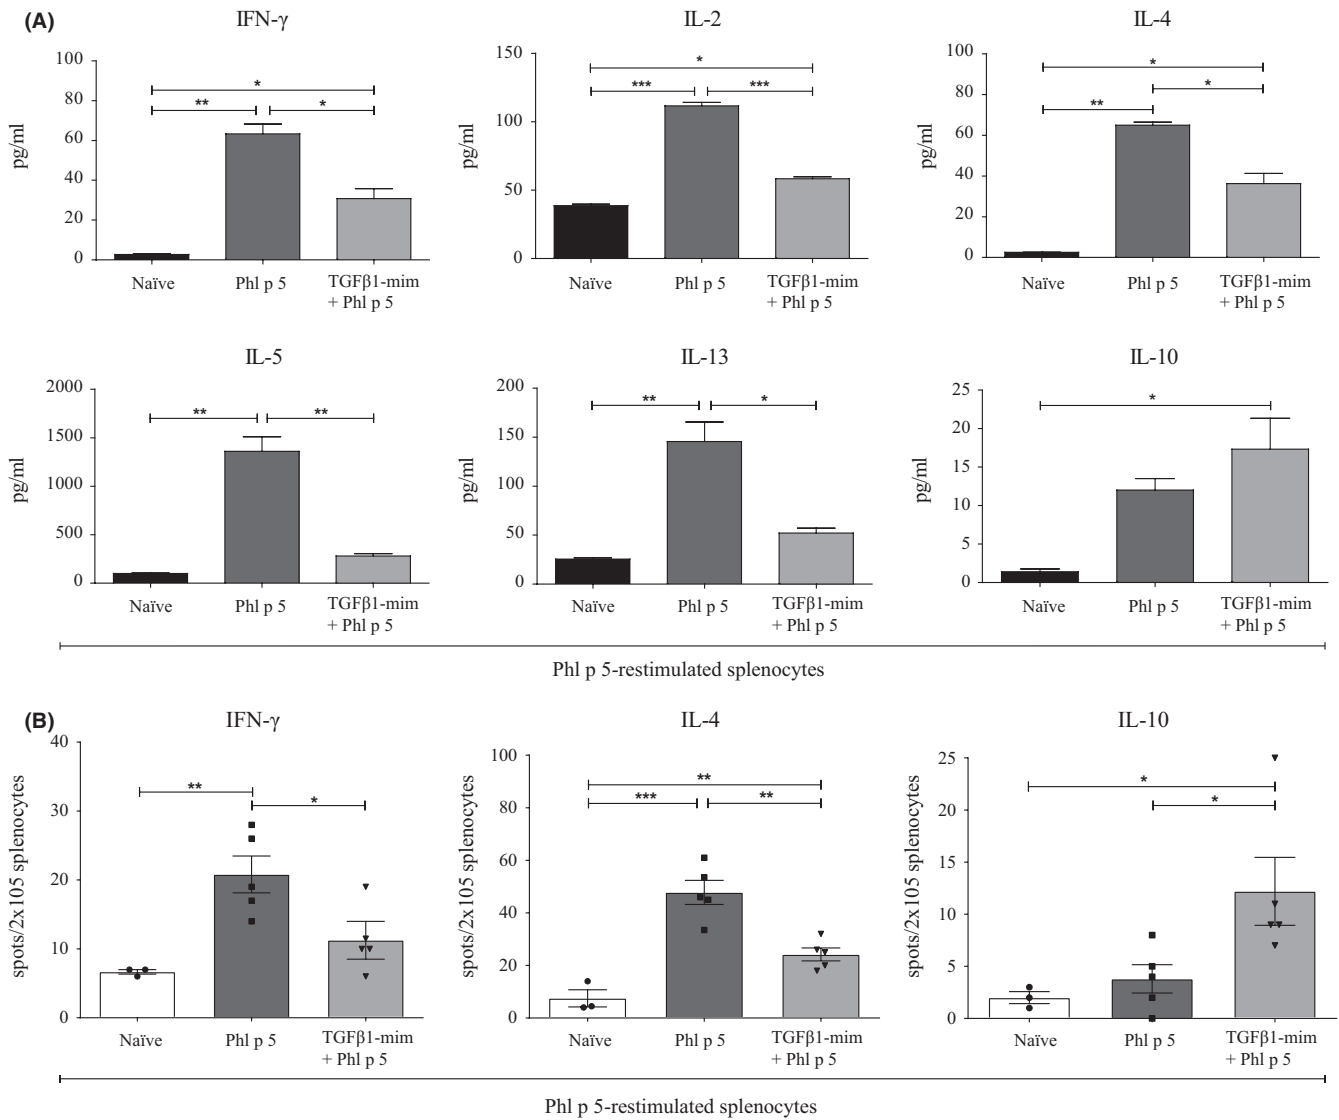 (A)
IFN-γ
IL-2
IL-4
100
80
60
40
20
0
pg/ml
*
**
*
Naïve
Phl p 5
TGFβ1-mim
+ Phl p 5
150
100
50
0
pg/ml
*
***
***
Naïve
Phl p 5
TGFβ1-mim
+ Phl p 5
100
80
60
40
20
0
pg/ml
*
*
**
Naïve
Phl p 5
TGFβ1-mim
+ Phl p 5
IL-5
IL-13
IL-10
2000
1500
1000
500
0
pg/ml
**
**
Naïve
Phl p 5
TGFβ1-mim
+ Phl p 5
200
150
100
50
0
pg/ml
**
*
Naïve
Phl p 5
TGFβ1-mim
+ Phl p 5
25
20
15
10
5
0
pg/ml
*
Naïve
Phl p 5
TGFβ1-mim
+ Phl p 5
Phl p 5-restimulated splenocytes
(B)
IFN-γ
IL-4
IL-10
40
30
20
10
0
spots/2x105 splenocytes
**
*
Naïve
Phl p 5
TGFβ1-mim
+ Phl p 5
100
80
60
40
20
0
spots/2x105 splenocytes
**
***
**
Naïve
Phl p 5
TGFβ1-mim
+ Phl p 5
25
20
15
10
5
0
spots/2x105 splenocytes
*
*
Naïve
Phl p 5
TGFβ1-mim
+ Phl p 5
Phl p 5-restimulated splenocytes